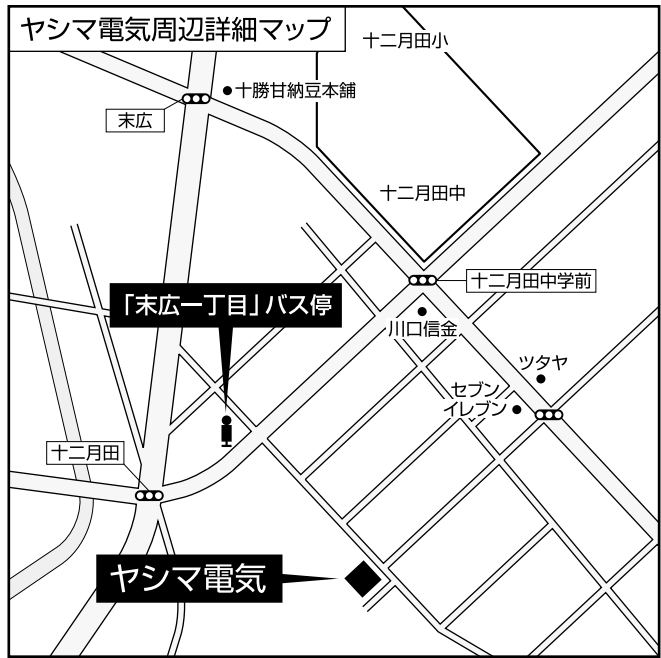 ヤシマ電気周辺詳細マップ
十二月田小
十勝甘納豆本舗
末広
十二月田中
十二月田中学前
「末広一丁目」バス停
川口信金
ツタヤ
セブン
イレブン
十二月田
ヤシマ電気